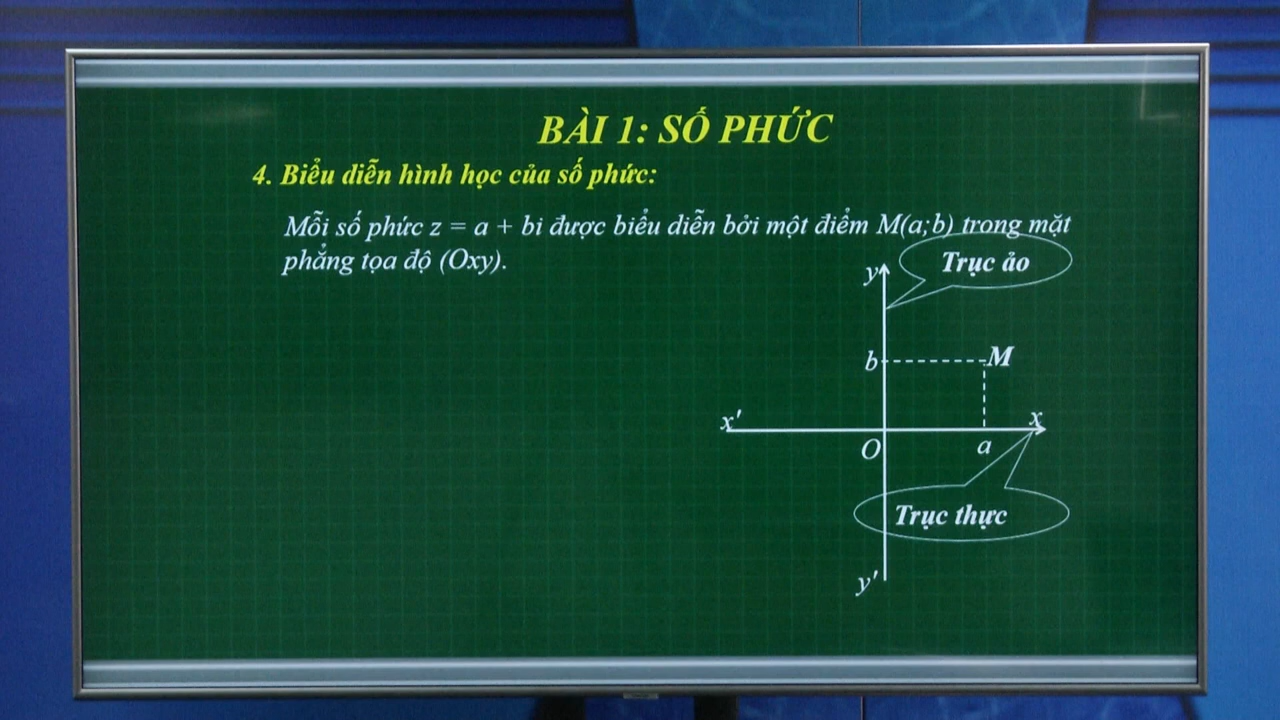 BÀI 1: SỐ PHỨC
4. Biểu diễn hình học của số phức:
Mỗi số phức z = a + bi được biểu diễn bởi một điểm M(a;b) trong mặt
phẳng tọa độ (Oxy).
y
Trục ảo
b
M
x'
x
O
a
Trục thực
y'